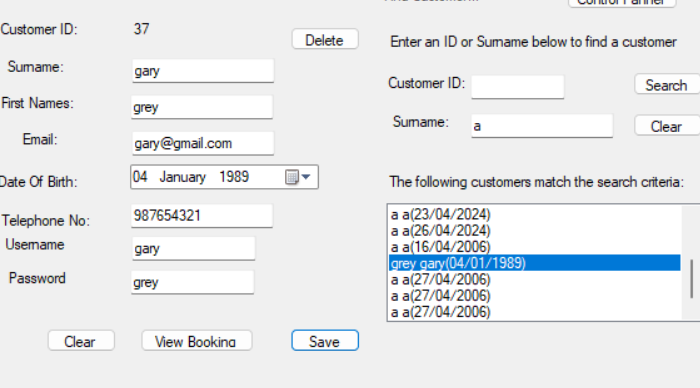 Customer ID: 37
Delete
Surname: gary
First Names: grey
Email: gary@gmail.com
Date Of Birth: 04 January 1989
Telephone No: 987654321
Username gary
Password grey
Clear View Booking Save
Control Panner
Enter an ID or Surname below to find a customer
Customer ID: Search
Surname: a Clear
The following customers match the search criteria:
a a(23/04/2024)
a a(26/04/2024)
a a(16/04/2006)
grey gary(04/01/1989)
a a(27/04/2006)
a a(27/04/2006)
a a(27/04/2006)